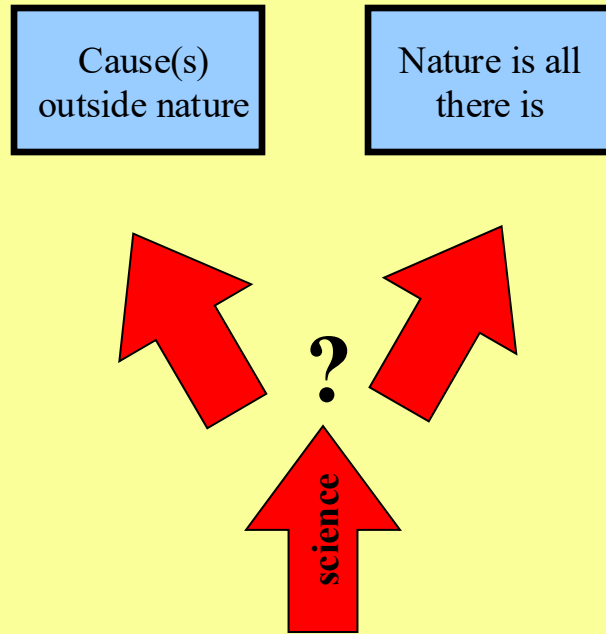 Cause(s)
outside nature
Nature is all
there is
?
science